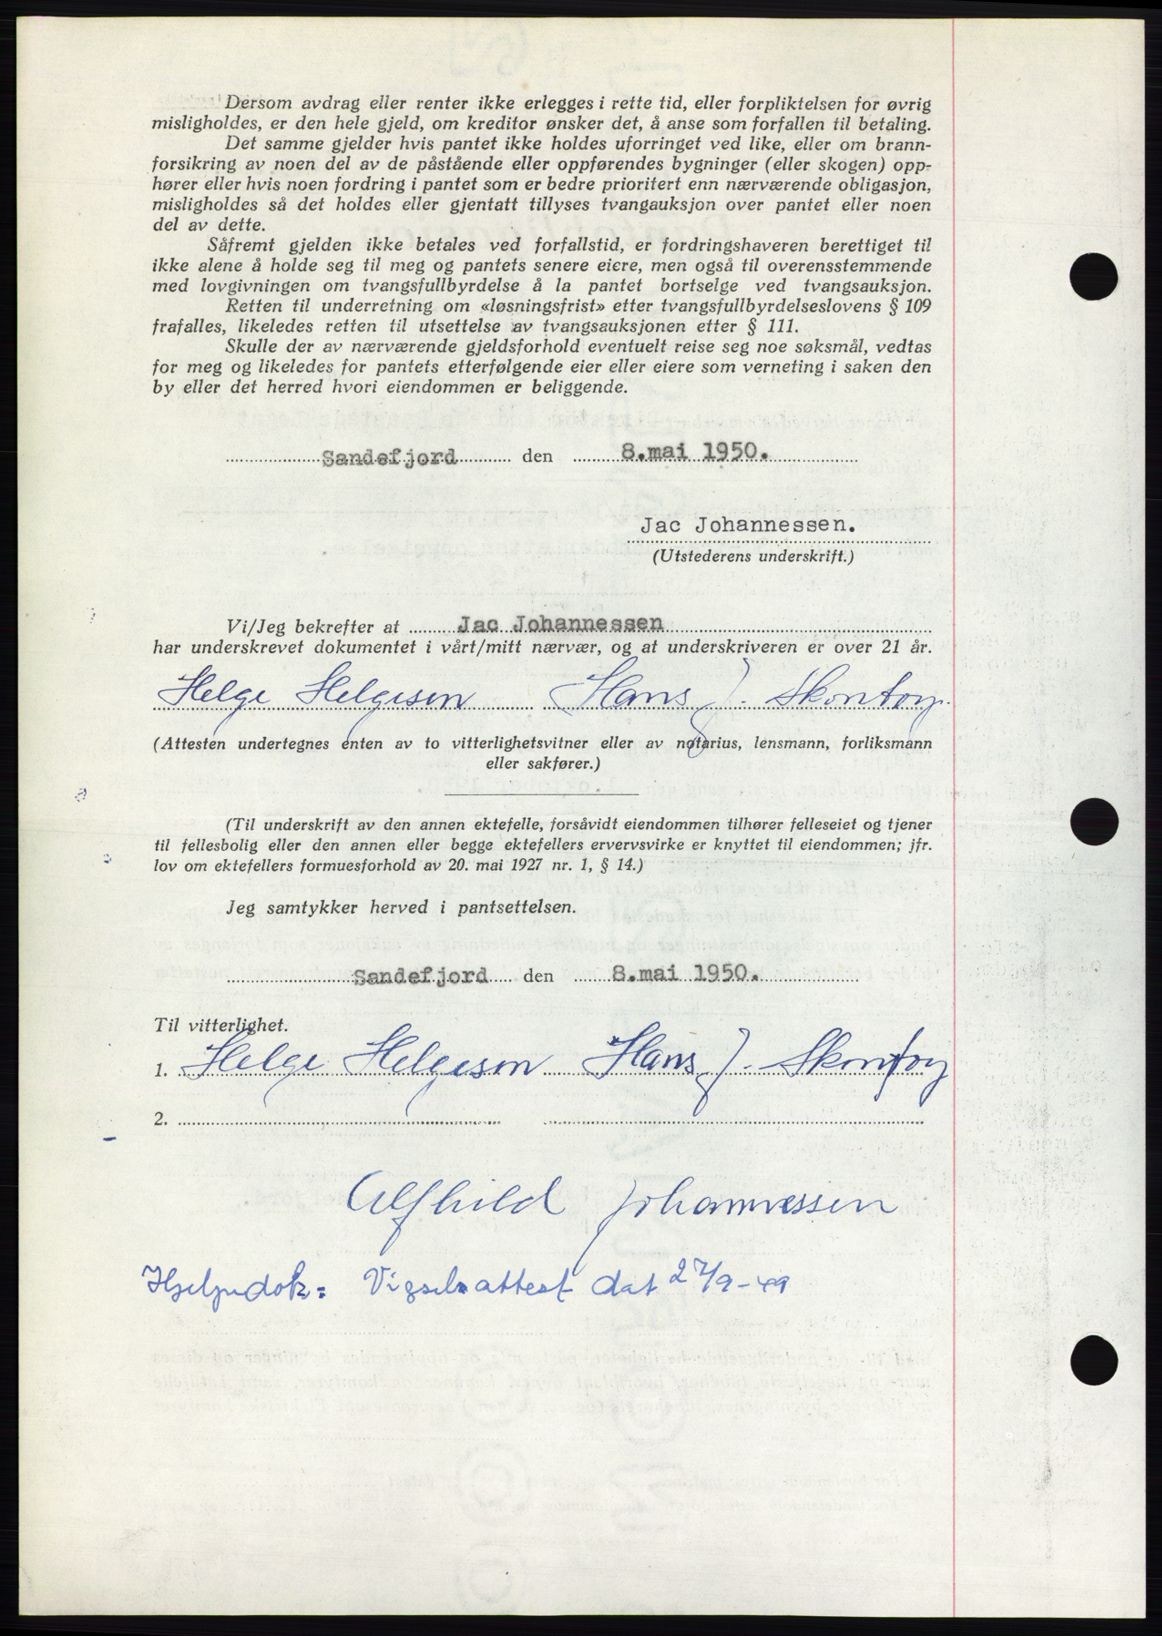 Dersom avdrag eller renter ikke erlegges i rette tid, eller forpliktelsen for øvrig
misligholdes, er den hele gjeld, om kreditor ønsker det, å anse som forfallen til betaling.
Det samme gjelder hvis pantet ikke holdes uforringet ved like, eller om brann-
forsikring av noen del av de påstående eller oppførendes bygninger (eller skogen) opp-
hører eller hvis noen fordring i pantet som er bedre prioritert enn nærværende obligasjon,
misligholdes så det holdes eller gjentatt tillyses tvangauksjon over pantet eller noen
del av dette.
Såfremt gjelden ikke betales ved forfallstid, er fordringshaveren berettiget til
ikke alene å holde seg til meg og pantets senere eiere, men også til overensstemmende
med lovgivningen om tvangsfullbyrdelse å la pantet bortselge ved tvangsauksjon.
Retten til underretning om «løsningsfrist» etter tvangsfullbyrdelseslovens § 109
frafalles, likeledes retten til utsettelse av tvangsauksjonen etter § 111.
Skulle der av nærværende gjeldsforhold eventuelt reise seg noe søksmål, vedtas
for meg og likeledes for pantets etterfølgende eier eller eiere som verneting i saken den
by eller det herred hvori eiendommen er beliggende.
Sandefjord den 8.mai 1950.
Jac Johannessen.
(Utstederens underskrift.)
Vi/Jeg bekrefter at Jac Johannessen
har underskrevet dokumentet i vårt/mitt nærvær, og at underskriveren er over 21 år.
Helge Helgesen Hans J. Skontorp.
(Attesten undertegnes enten av to vitterlighetsvitner eller av notarius, lensmann, forliksmann
eller sakfører.)
(Til underskrift av den annen ektefelle, forsåvidt eiendommen tilhører felleseiet og tjener
til fellesbolig eller den annen eller begge ektefellers ervervsvirke er knyttet til eiendommen; jfr.
lov om ektefellers formuesforhold av 20. mai 1927 nr. 1, § 14.)
Jeg samtykker herved i pantsettelsen.
Sandefjord den 8.mai 1950.
Til vitterlighet.
1. Helge Helgesen Hans J. Skontorp
2.
Alfhild Johannessen
Hjelpedok: Vigselsattest dat 27/9-49